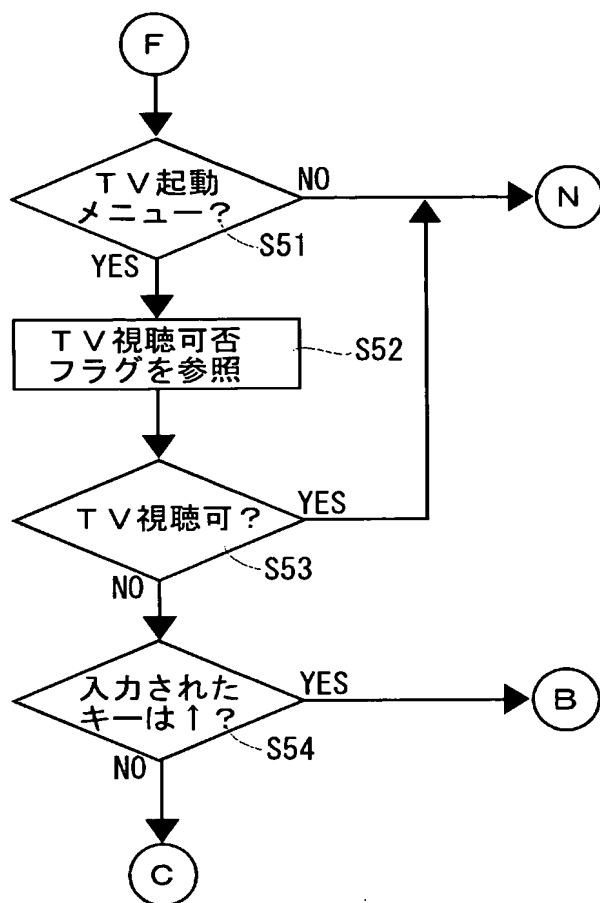 F
TV起動
メニュー?
NO
N
S51
YES
TV視聴可否
フラグを参照
S52
TV視聴可?
YES
S53
NO
入力された
キーは↑?
YES
B
S54
NO
C